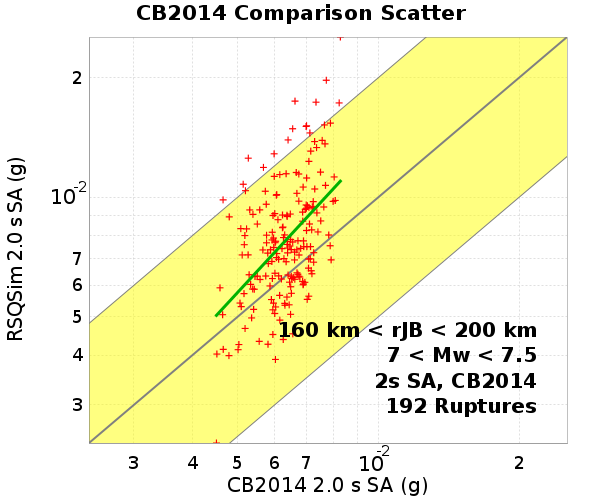 CB2014 Comparison Scatter
RSQSim 2.0 s SA (g)
2
10-2
7
6
5
4
3
160 km < rJB < 200 km
7 < Mw < 7.5
2s SA, CB2014
192 Ruptures
3 4 5 6 7 10-2 2
CB2014 2.0 s SA (g)